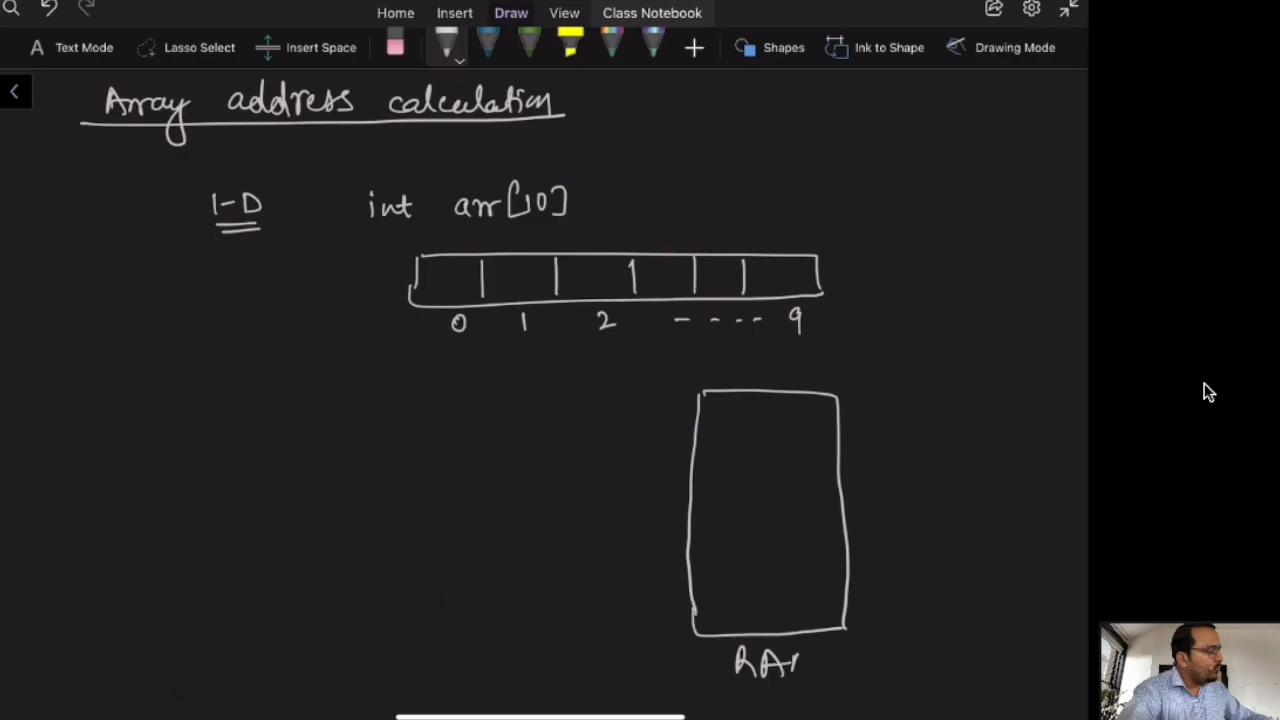 Home Insert Draw View Class Notebook
Text Mode Lasso Select Insert Space Shapes Ink to Shape Drawing Mode
Array address calculation
1-D int arr[10]
0 1 2 - - - - 9
RAM